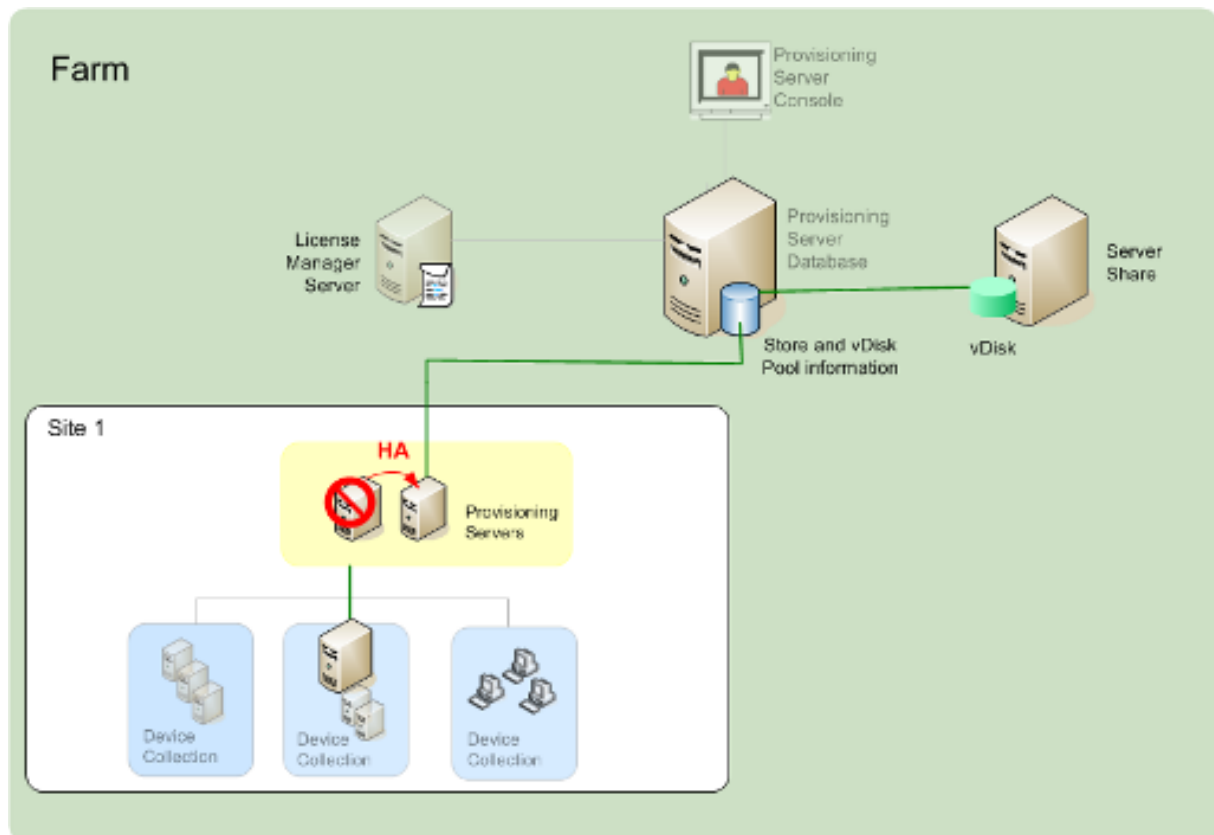 Farm
Provisioning
Server
Console
License
Manager
Server
Provisioning
Server
Database
Server
Share
Store and vDisk
Pool information
vDisk
Site 1
HA
Provisioning
Servers
Device
Collection
Device
Collection
Device
Collection